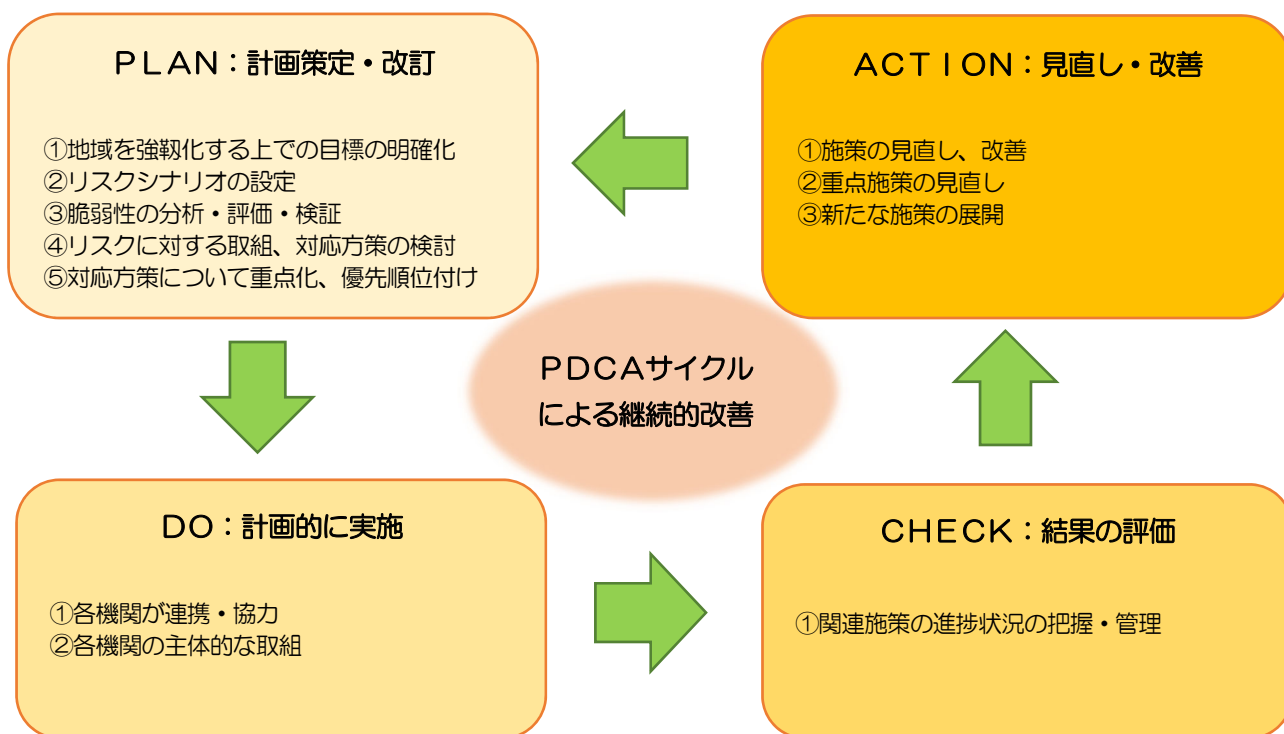 PLAN：計画策定・改訂
①地域を強靱化する上での目標の明確化
②リスクシナリオの設定
③脆弱性の分析・評価・検証
④リスクに対する取組、対応方策の検討
⑤対応方策について重点化、優先順位付け
ACTION：見直し・改善
①施策の見直し、改善
②重点施策の見直し
③新たな施策の展開
PDCAサイクル
による継続的改善
DO：計画的に実施
①各機関が連携・協力
②各機関の主体的な取組
CHECK：結果の評価
①関連施策の進捗状況の把握・管理